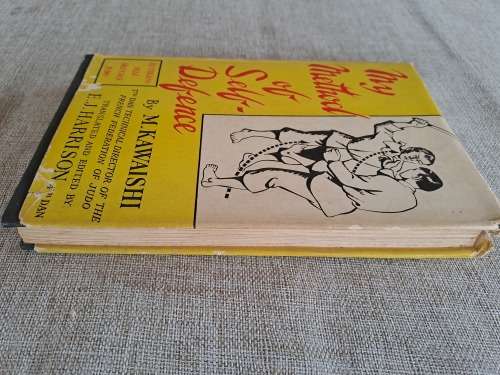 My
Method
of
Self-
Defence
By M. KAWAISHI
7TH DAN TECHNICAL DIRECTOR OF THE
FRENCH FEDERATION OF JUDO
TRANSLATED AND EDITED BY
E. J. HARRISON 4TH DAN